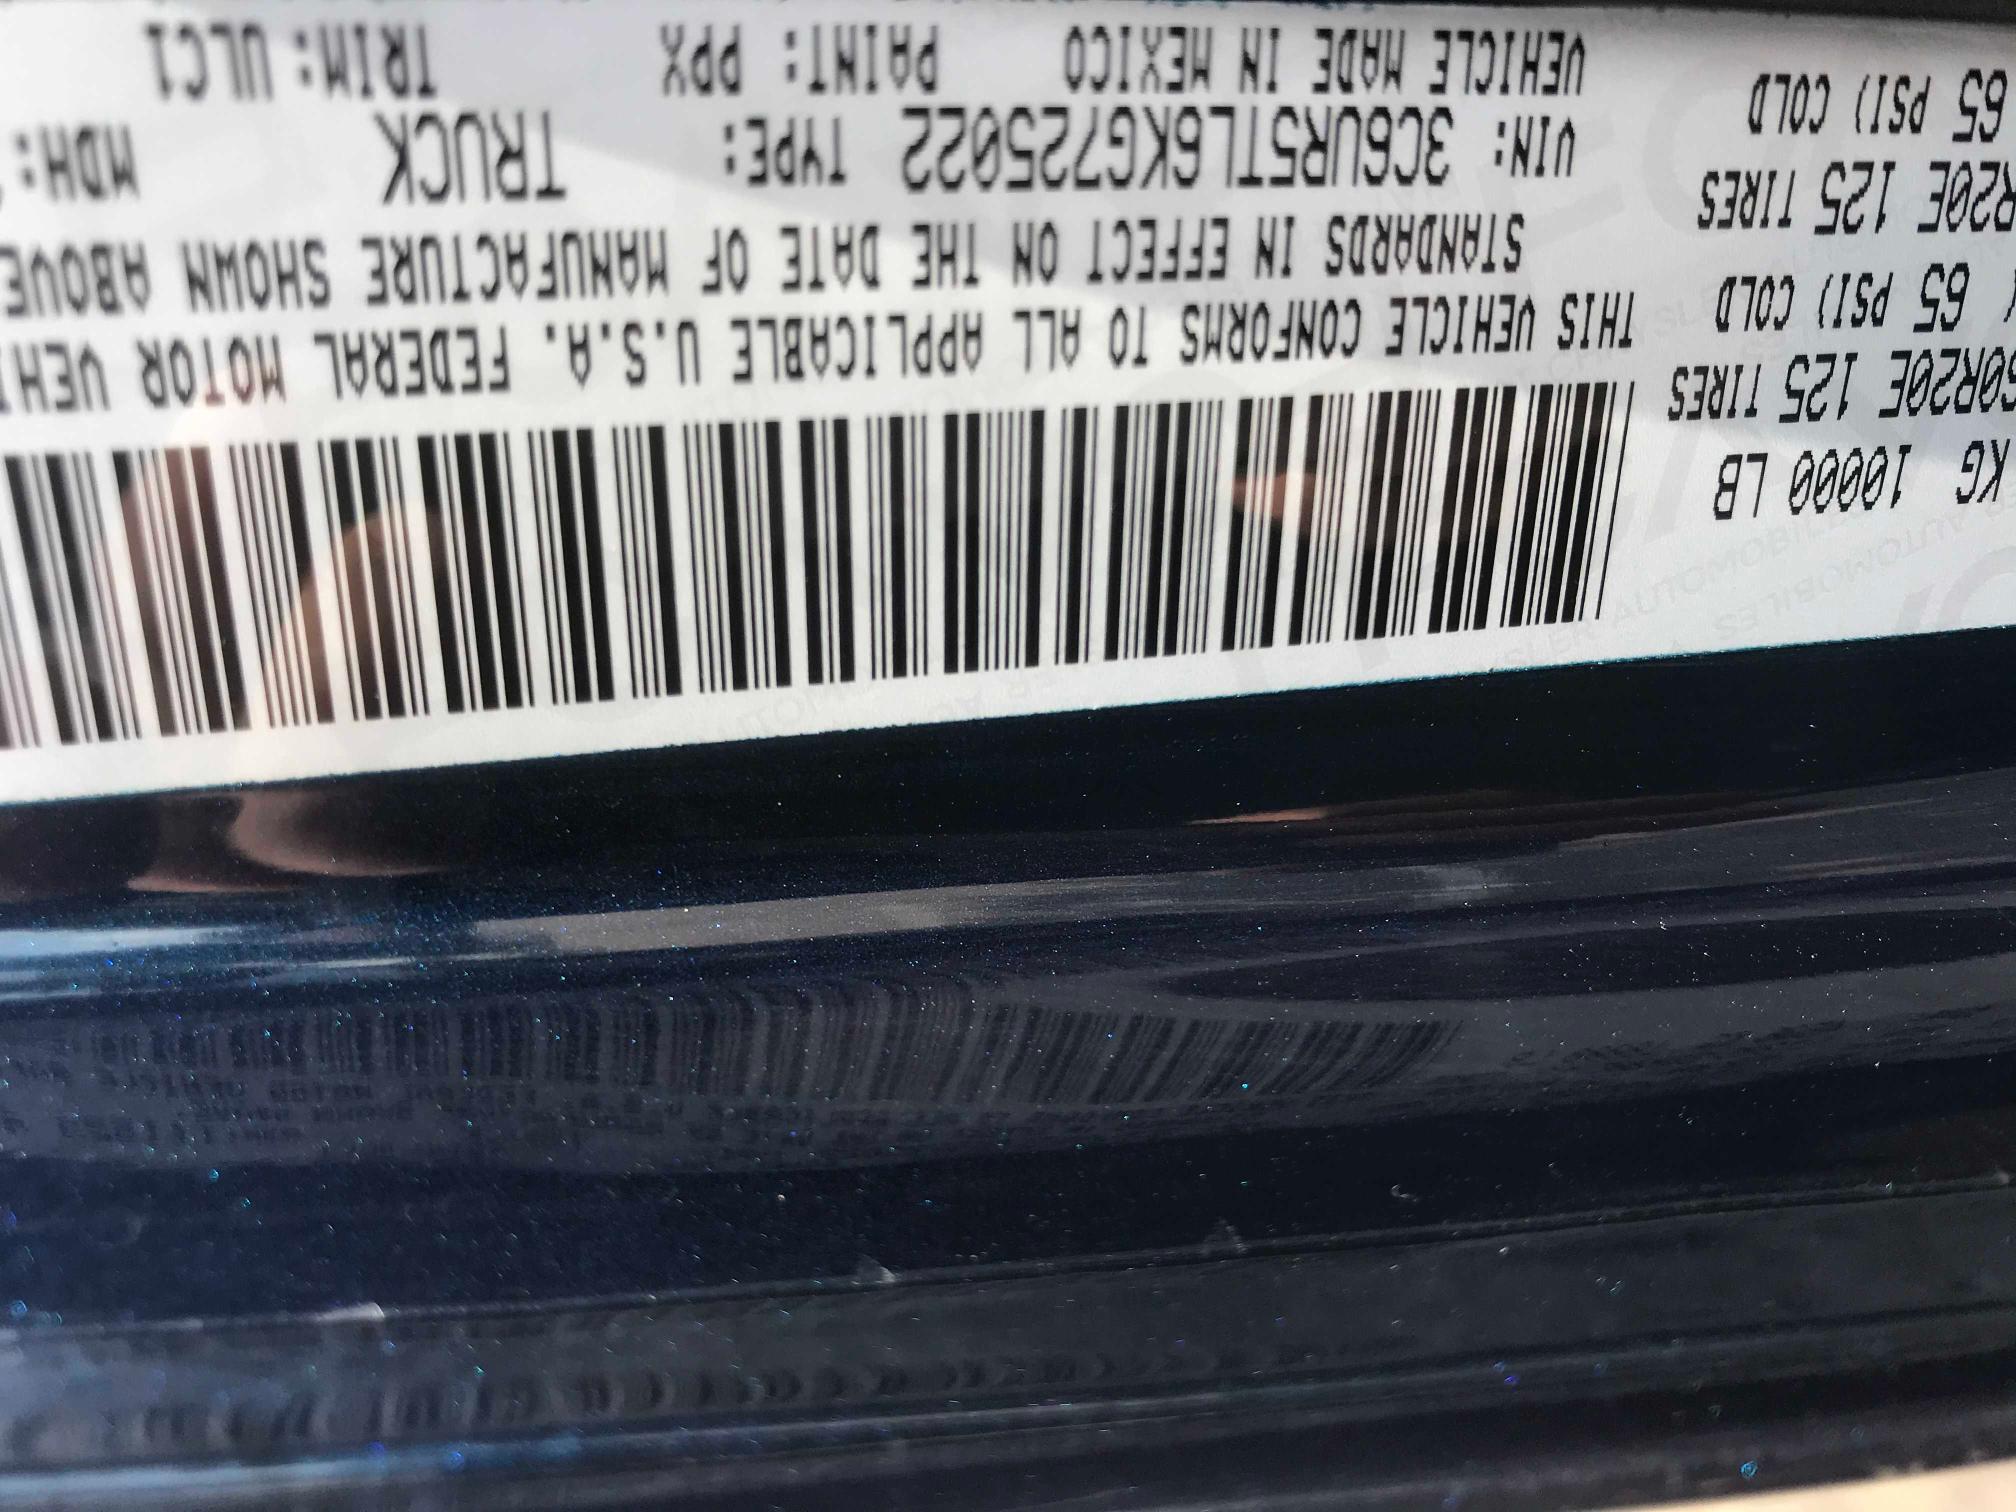 KG 10000 LB
60R20E 125 TIRES
65 PSI) COLD
R20E 125 TIRES
65 PSI) COLD
THIS VEHICLE CONFORMS TO ALL APPLICABLE U.S.A. FEDERAL MOTOR VEHI
STANDARDS IN EFFECT ON THE DATE OF MANUFACTURE SHOWN ABOVE
VIN: 3C6UR5TL6KG725022 TYPE: TRUCK MDH:
VEHICLE MADE IN MEXICO PAINT: PPX TRIM: ULC1